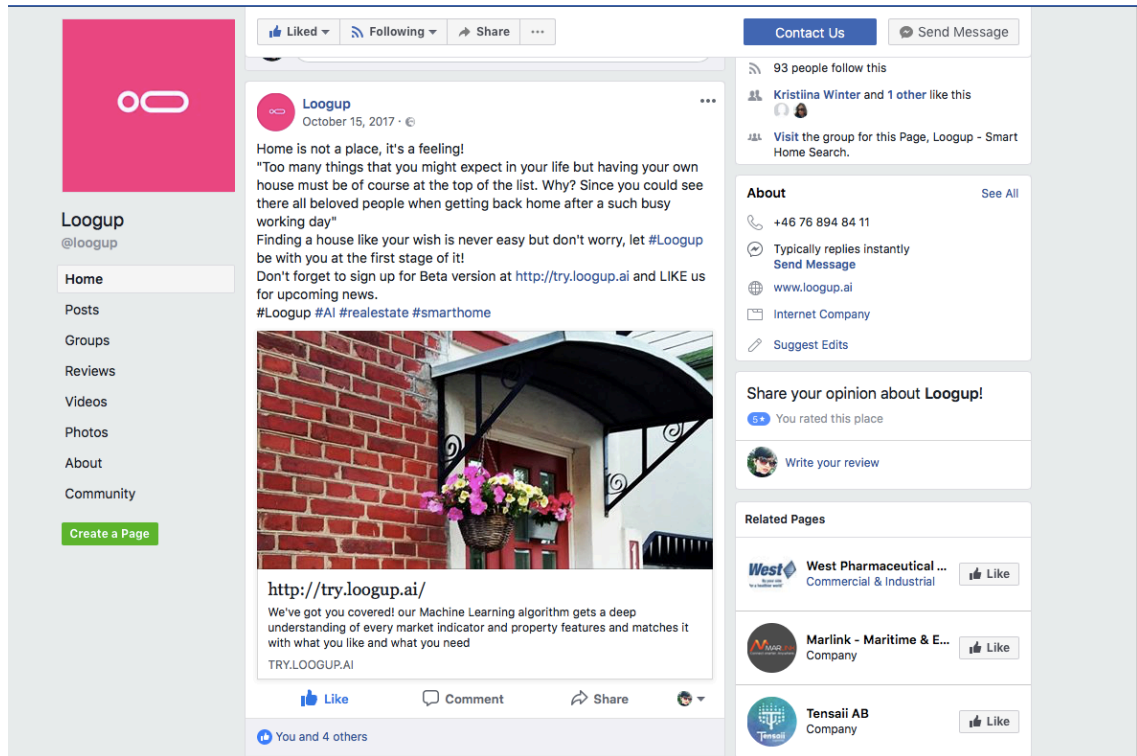 Liked
Following
Share
Contact Us
Send Message
Loogup
@loogup
Home
Posts
Groups
Reviews
Videos
Photos
About
Community
Create a Page
Loogup
October 15, 2017 ·
Home is not a place, it's a feeling!
"Too many things that you might expect in your life but having your own
house must be of course at the top of the list. Why? Since you could see
there all beloved people when getting back home after a such busy
working day"
Finding a house like your wish is never easy but don't worry, let #Loogup
be with you at the first stage of it!
Don't forget to sign up for Beta version at http://try.loogup.ai and LIKE us
for upcoming news.
#Loogup #AI #realestate #smarthome
1
http://try.loogup.ai/
We've got you covered! our Machine Learning algorithm gets a deep
understanding of every market indicator and property features and matches it
with what you like and what you need
TRY.LOOGUP.AI
Like
Comment
Share
You and 4 others
93 people follow this
Kristiina Winter and 1 other like this
Visit the group for this Page, Loogup - Smart
Home Search.
About
See All
+46 76 894 84 11
Typically replies instantly
Send Message
www.loogup.ai
Internet Company
Suggest Edits
Share your opinion about Loogup!
5★ You rated this place
Write your review
Related Pages
West
West Pharmaceutical ...
Commercial & Industrial
Like
Marlink - Maritime & E...
Company
Like
Tensaii
Tensaii AB
Company
Like